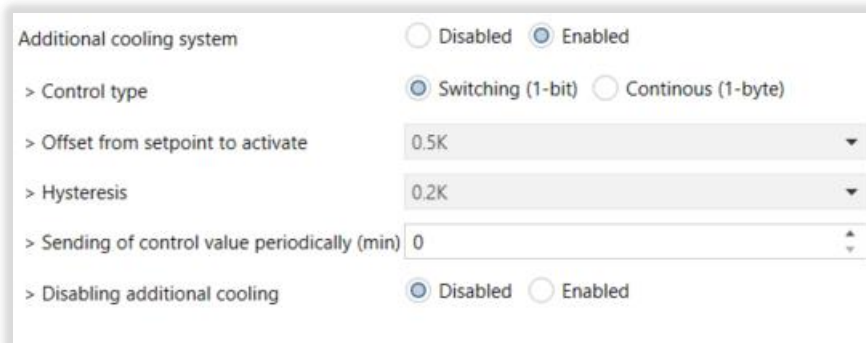 Additional cooling system Disabled Enabled
> Control type Switching (1-bit) Continous (1-byte)
> Offset from setpoint to activate 0.5K
> Hysteresis 0.2K
> Sending of control value periodically (min) 0
> Disabling additional cooling Disabled Enabled